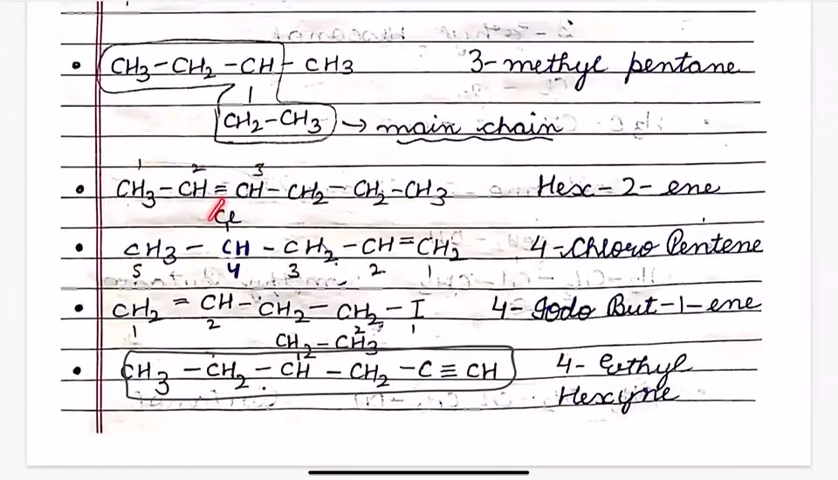 • CH3-CH2-CH-CH3 3-methyl pentane
|
CH2-CH3 → main chain
1 2 3
• CH3-CH=CH-CH2-CH2-CH3 Hex-2-ene
Cl
• CH3-CH-CH2-CH=CH2 4-Chloro Pentene
5 4 3 2 1
• CH2=CH-CH2-CH2-I 4-Iodo But-1-ene
1 2
CH2-CH3
• CH3-CH2-CH-CH2-C≡CH 4-Eethyl
Hexyne